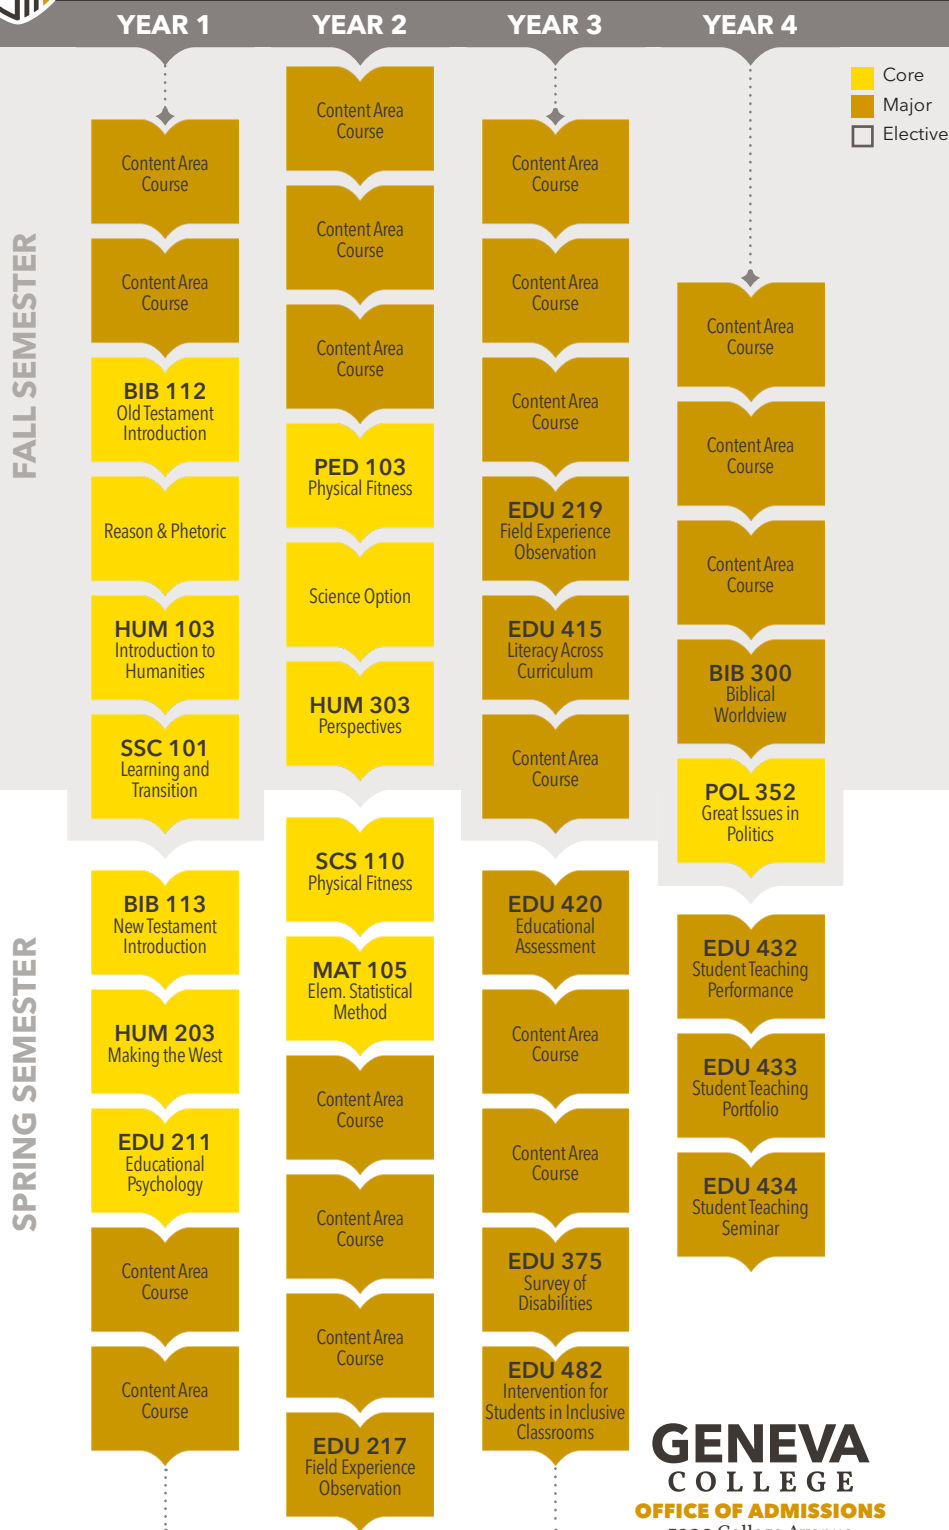 YEAR 1
YEAR 2
YEAR 3
YEAR 4
Core
Major
Elective
FALL SEMESTER
Content Area
Course
Content Area
Course
BIB 112
Old Testament
Introduction
Reason & Phetoric
HUM 103
Introduction to
Humanities
SSC 101
Learning and
Transition
Content Area
Course
Content Area
Course
Content Area
Course
PED 103
Physical Fitness
Science Option
HUM 303
Perspectives
Content Area
Course
Content Area
Course
Content Area
Course
EDU 219
Field Experience
Observation
EDU 415
Literacy Across
Curriculum
Content Area
Course
Content Area
Course
Content Area
Course
Content Area
Course
BIB 300
Biblical
Worldview
POL 352
Great Issues in
Politics
SPRING SEMESTER
BIB 113
New Testament
Introduction
HUM 203
Making the West
EDU 211
Educational
Psychology
Content Area
Course
Content Area
Course
SCS 110
Physical Fitness
MAT 105
Elem. Statistical
Method
Content Area
Course
Content Area
Course
Content Area
Course
EDU 217
Field Experience
Observation
EDU 420
Educational
Assessment
Content Area
Course
Content Area
Course
EDU 375
Survey of
Disabilities
EDU 482
Intervention for
Students in Inclusive
Classrooms
EDU 432
Student Teaching
Performance
EDU 433
Student Teaching
Portfolio
EDU 434
Student Teaching
Seminar
GENEVA
COLLEGE
OFFICE OF ADMISSIONS
College Avenue